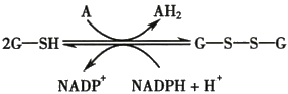 A AH₂
2G—SH G—S—S—G
NADP⁺ NADPH + H⁺